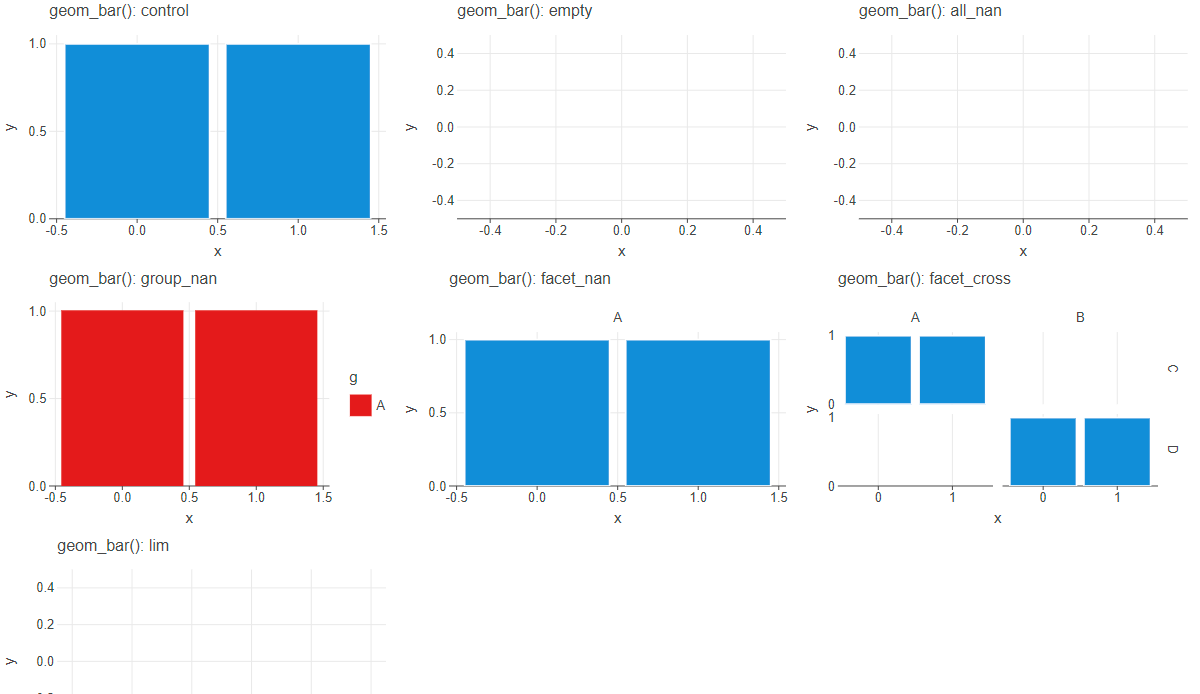 geom_bar(): control
1.0
0.5
0.0
y
-0.5 0.0 0.5 1.0 1.5
x
geom_bar(): empty
0.4
0.2
0.0
-0.2
-0.4
y
-0.4 -0.2 0.0 0.2 0.4
x
geom_bar(): all_nan
0.4
0.2
0.0
-0.2
-0.4
y
-0.4 -0.2 0.0 0.2 0.4
x
geom_bar(): group_nan
1.0
0.5
0.0
y
-0.5 0.0 0.5 1.0 1.5
x
g
A
geom_bar(): facet_nan
A
1.0
0.5
0.0
y
-0.5 0.0 0.5 1.0 1.5
x
geom_bar(): facet_cross
A B
1
0
C
1
0
D
y
0 1 0 1
x
geom_bar(): lim
0.4
0.2
0.0
y